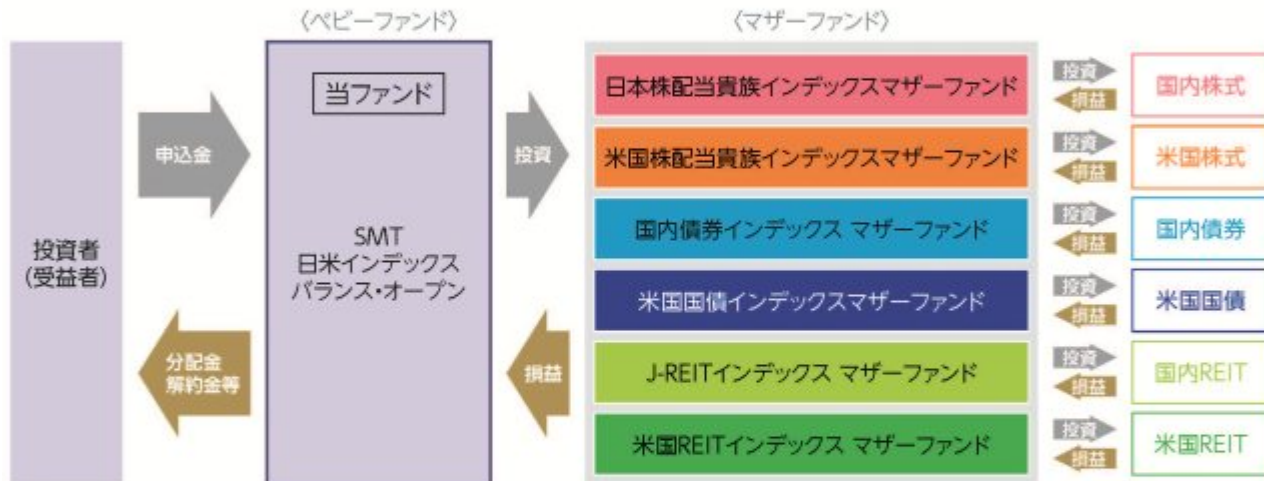 〈ベビーファンド〉
〈マザーファンド〉
投資者
(受益者)
申込金
分配金
解約金等
当ファンド
SMT
日米インデックス
バランス・オープン
投資
損益
日本株配当貴族インデックスマザーファンド
投資
損益
国内株式
米国株配当貴族インデックスマザーファンド
投資
損益
米国株式
国内債券インデックス マザーファンド
投資
損益
国内債券
米国国債インデックスマザーファンド
投資
損益
米国国債
J-REITインデックス マザーファンド
投資
損益
国内REIT
米国REITインデックス マザーファンド
投資
損益
米国REIT